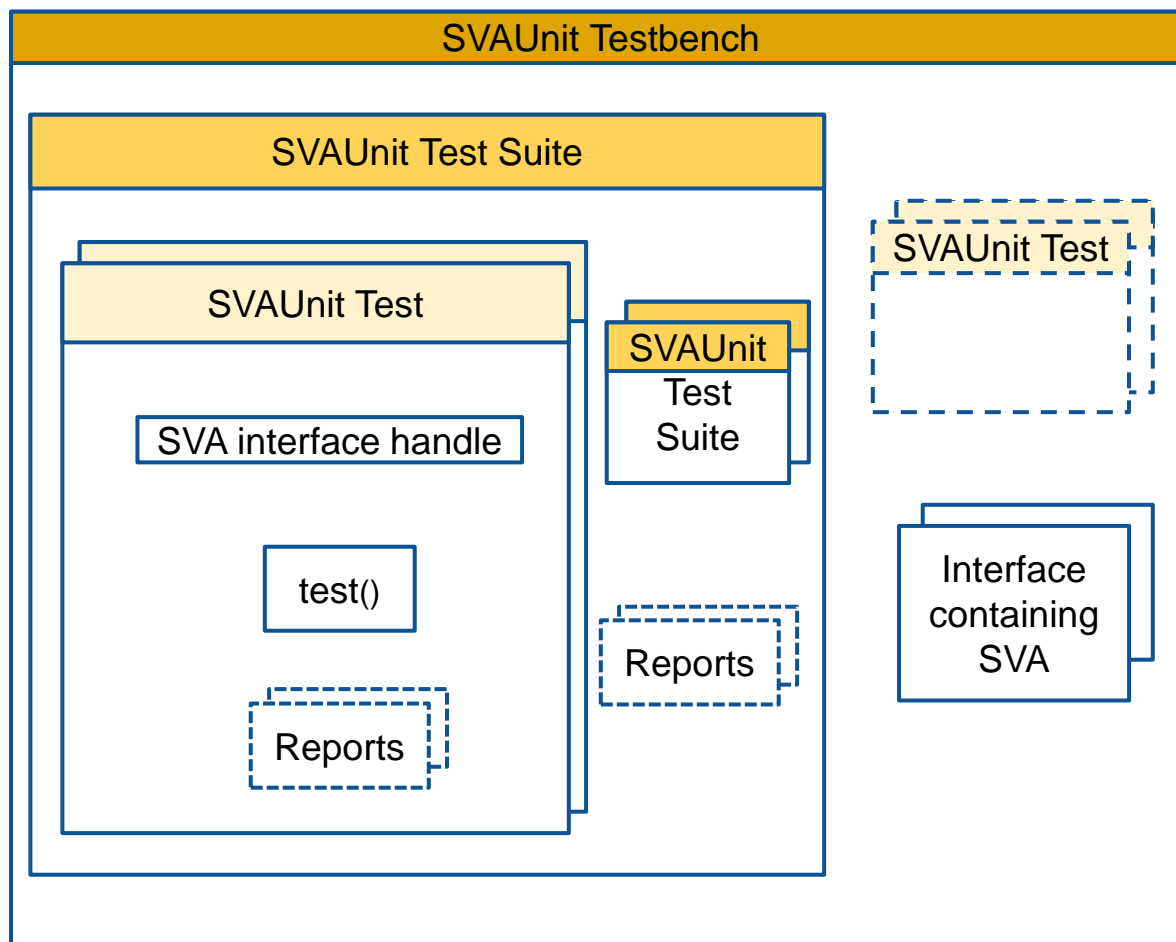 SVAUnit Testbench
SVAUnit Test Suite
SVAUnit Test
SVA interface handle
test()
Reports
SVAUnit
Test
Suite
Reports
SVAUnit Test
Interface
containing
SVA